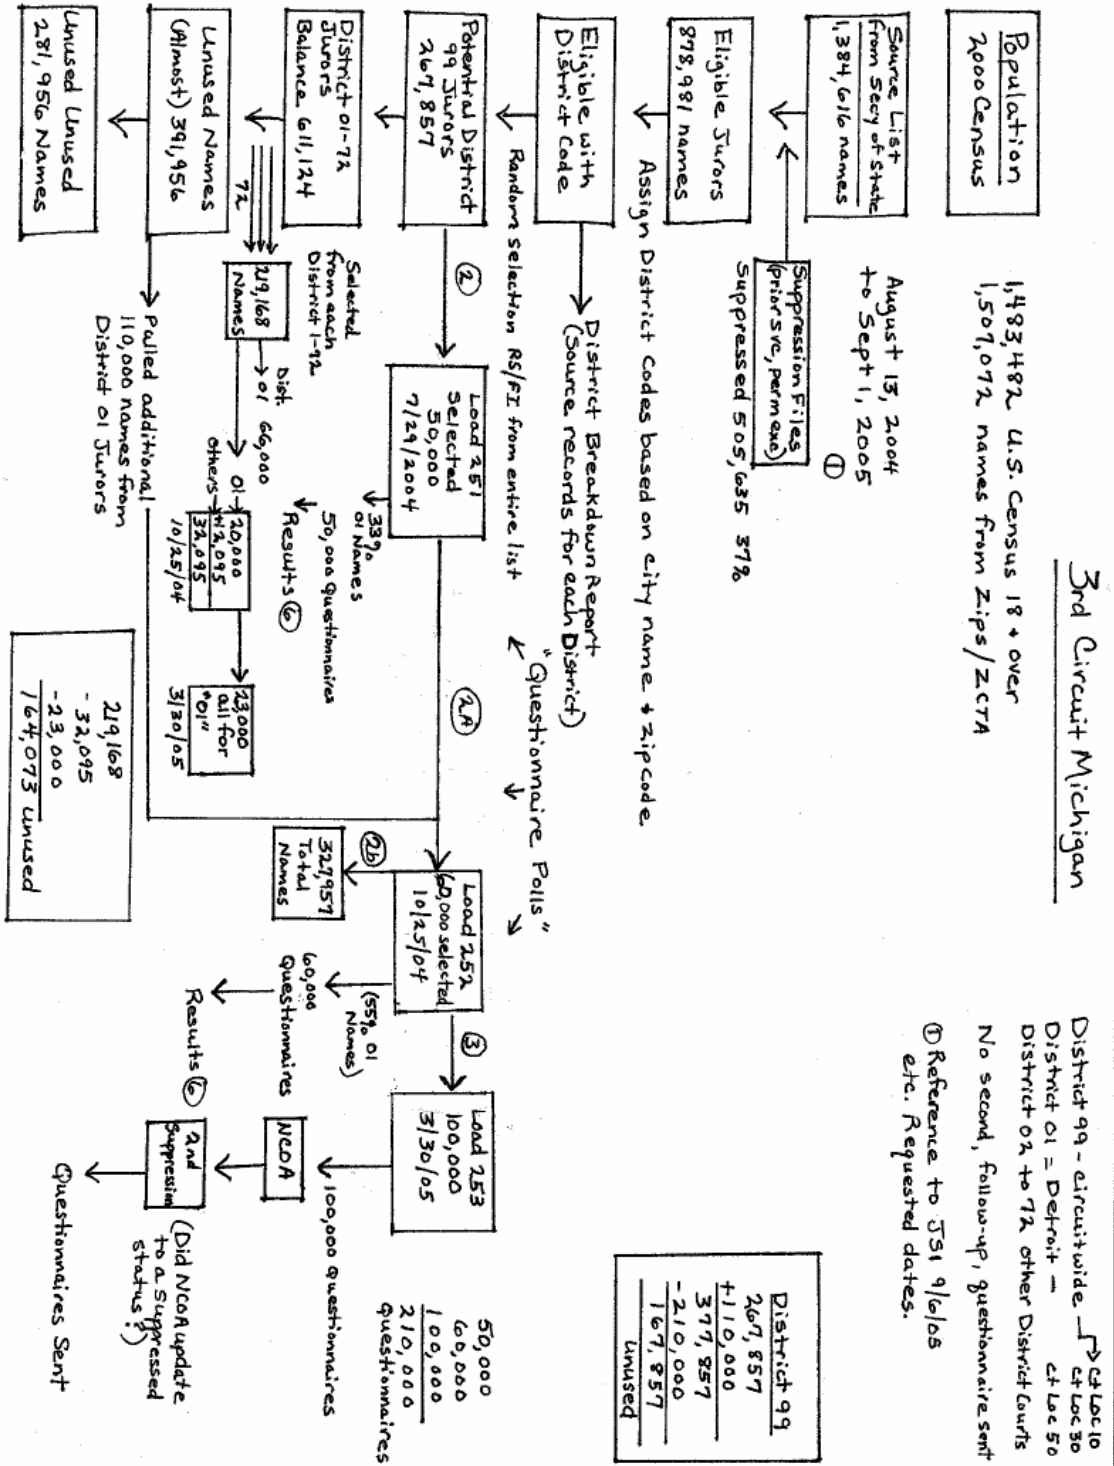 3rd Circuit Michigan
District 99 - circuitwide → Ct Loc 10
Ct Loc 30
District 01 = Detroit - Ct Loc 50
District 02 to 72 other District Courts
No second, follow-up, questionnaire sent
① Reference to JSI 9/6/05
etc. Requested dates.
Population
2000 Census
1,483,482 U.S. Census 18 + over
1,507,072 names from Zips/ZCTA
Source List
from Secy of State
1,384,616 names
August 13, 2004
to Sept 1, 2005
Suppression Files
(prior svc, perm exc)
①
Suppressed 505,635 37%
Eligible Jurors
878,981 names
Assign District Codes based on city name + zip code
Eligible with
District Code
District Breakdown Report
(Source records for each District)
Random selection RS/FI from entire list
"Questionnaire Polls"
Potential District
99 Jurors
267,857
②
Load 251
Selected
50,000
7/29/2004
33%
01 Names
50,000 Questionnaires
Results ⑥
②A
Load 252
60,000 selected
10/25/04
②b
327,957
Total
Names
(55% 01
Names)
60,000
Questionnaires
Results ⑥
③
Load 253
100,000
3/30/05
100,000 Questionnaires
NCOA
2nd
Suppression
(Did NCOA update
to a suppressed
status?)
Questionnaires Sent
District 99
267,857
+110,000
377,857
-210,000
167,857
unused
50,000
60,000
100,000
210,000
questionnaires
District 01-72
Jurors
Balance 611,124
72
Selected
from each
District 1-72
219,168
Names
Dist.
01 66,000
01 →
others →
20,000
+12,095
32,095
10/25/04
23,000
all for
"01"
3/30/05
Unused Names
(Almost) 391,956
Pulled additional
110,000 names from
District 01 Jurors
Unused Unused
281,956 Names
219,168
- 32,095
-23,000
164,073 unused